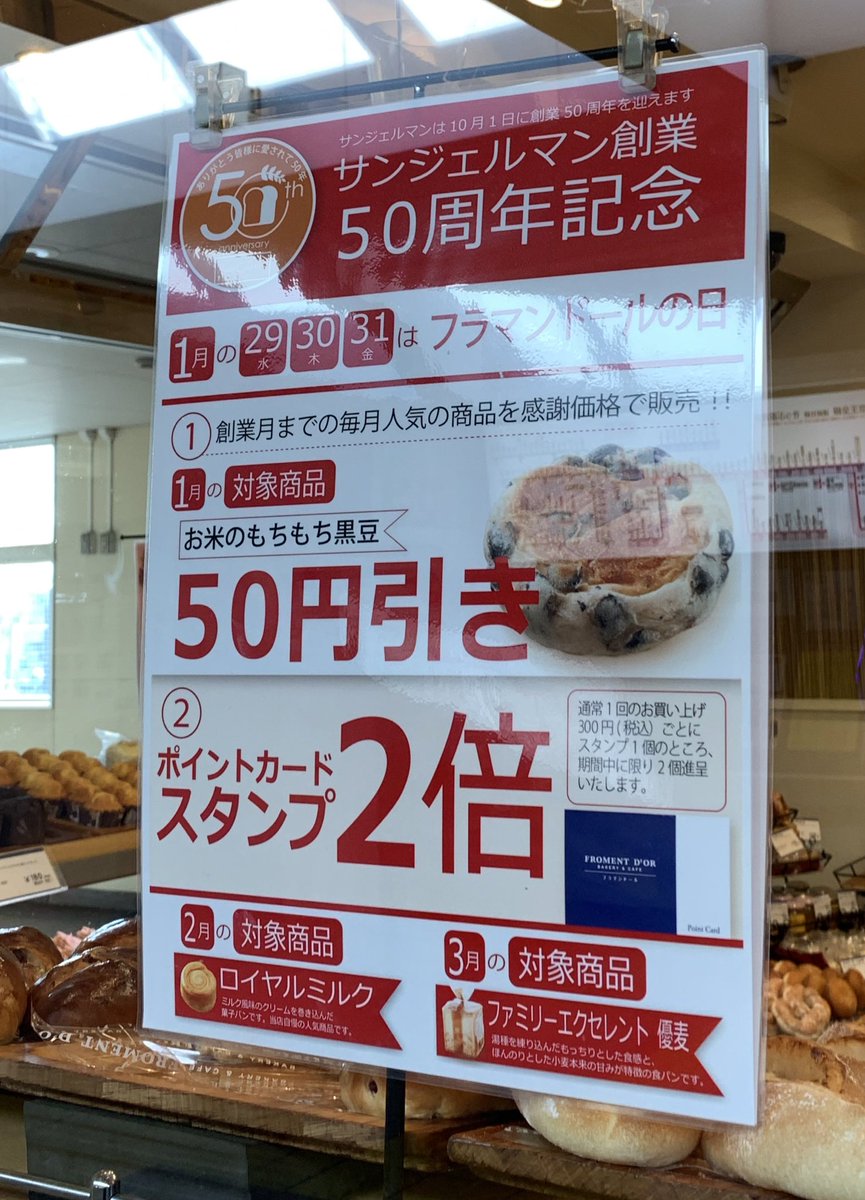 サンジェルマンは10月1日に創業50周年を迎えます
サンジェルマン創業
50周年記念
ありがとう皆様に愛されて50年
50th
anniversary
1月の29水30木31金はフラマンドールの日
①創業月までの毎月人気の商品を感謝価格で販売!!
1月の対象商品
お米のもちもち黒豆
50円引き
②
ポイントカード
スタンプ
2倍
通常1回のお買い上げ
300円(税込)ごとに
スタンプ1個のところ、
期間中に限り2個進呈
いたします。
FROMENT D'OR
BAKERY & CAFE
フラマンドール
Point Card
2月の対象商品
ロイヤルミルク
ミルク風味のクリームを巻き込んだ
菓子パンです。当店自慢の人気商品です。
3月の対象商品
ファミリーエクセレント 優麦
湯種を練り込んだもっちりとした食感と、
ほんのりとした小麦本来の甘みが特徴の食パンです。
FROMENT D'OR
BAKERY & CAFE